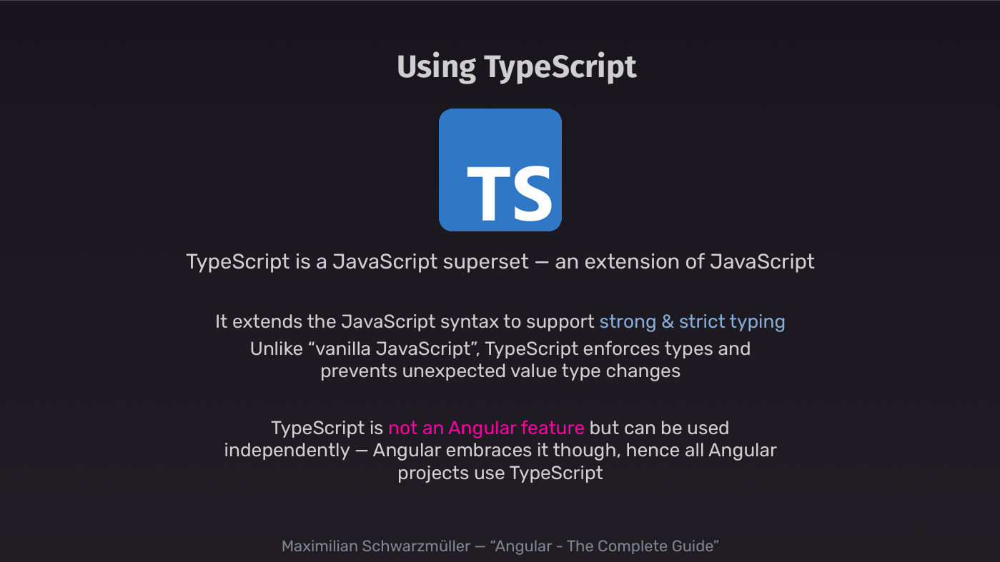 Using TypeScript
TS
TypeScript is a JavaScript superset — an extension of JavaScript
It extends the JavaScript syntax to support strong & strict typing
Unlike “vanilla JavaScript”, TypeScript enforces types and
prevents unexpected value type changes
TypeScript is not an Angular feature but can be used
independently — Angular embraces it though, hence all Angular
projects use TypeScript
Maximilian Schwarzmüller — “Angular - The Complete Guide”